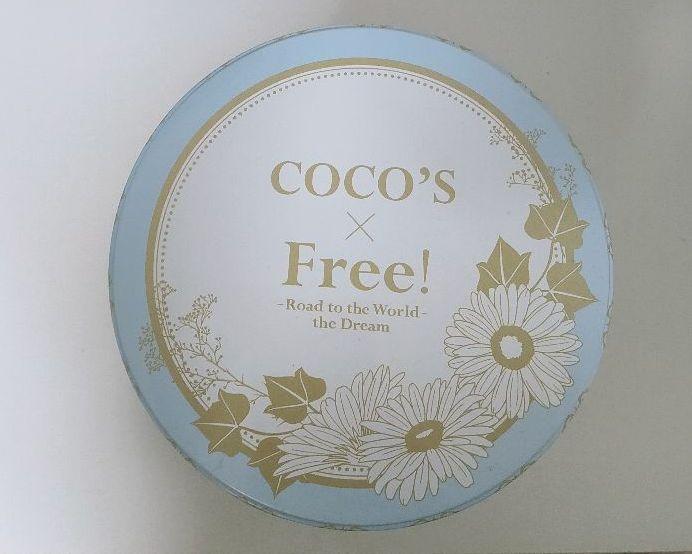 COCO'S
×
Free!
-Road to the World-
the Dream